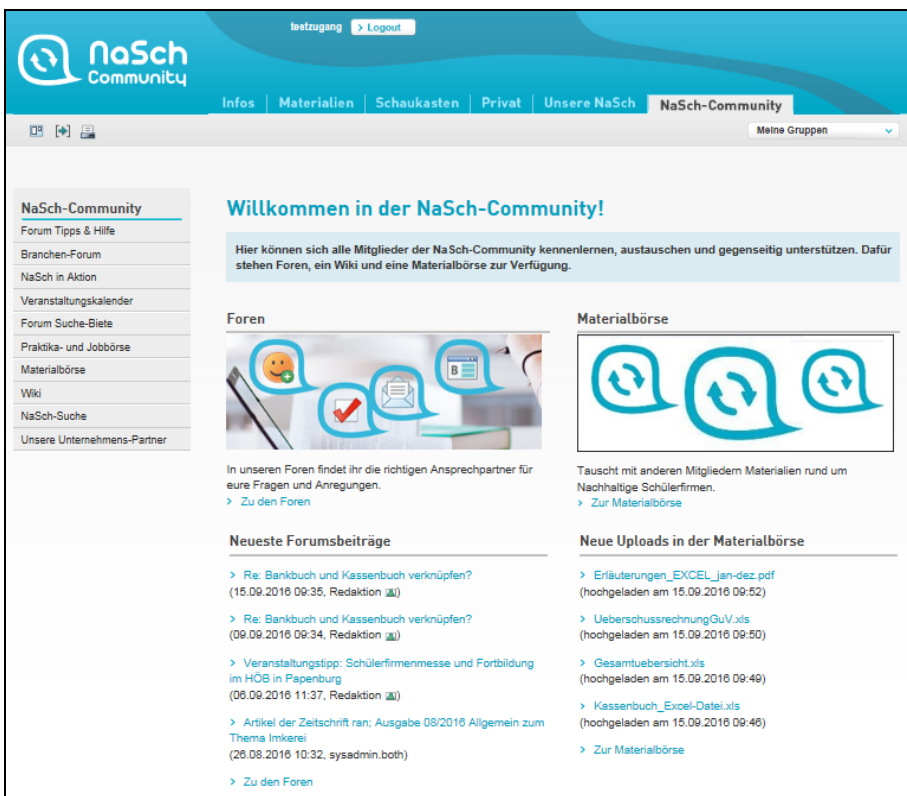 testzugang > Logout
NaSch
Community
Infos Materialien Schaukasten Privat Unsere NaSch NaSch-Community
Meine Gruppen
NaSch-Community
Forum Tipps & Hilfe
Branchen-Forum
NaSch in Aktion
Veranstaltungskalender
Forum Suche-Biete
Praktika- und Jobbörse
Materialbörse
Wiki
NaSch-Suche
Unsere Unternehmens-Partner
Willkommen in der NaSch-Community!
Hier können sich alle Mitglieder der NaSch-Community kennenlernen, austauschen und gegenseitig unterstützen. Dafür
stehen Foren, ein Wiki und eine Materialbörse zur Verfügung.
Foren
B
In unseren Foren findet ihr die richtigen Ansprechpartner für
eure Fragen und Anregungen.
> Zu den Foren
Materialbörse
Tauscht mit anderen Mitgliedern Materialien rund um
Nachhaltige Schülerfirmen.
> Zur Materialbörse
Neueste Forumsbeiträge
> Re: Bankbuch und Kassenbuch verknüpfen?
(15.09.2016 09:35, Redaktion)
> Re: Bankbuch und Kassenbuch verknüpfen?
(09.09.2016 09:34, Redaktion)
> Veranstaltungstipp: Schülerfirmenmesse und Fortbildung
im HÖB in Papenburg
(06.09.2016 11:37, Redaktion)
> Artikel der Zeitschrift ran; Ausgabe 08/2016 Allgemein zum
Thema Imkerei
(26.08.2016 10:32, sysadmin.both)
> Zu den Foren
Neue Uploads in der Materialbörse
> Erläuterungen_EXCEL_jan-dez.pdf
(hochgeladen am 15.09.2016 09:52)
> UeberschussrechnungGuV.xls
(hochgeladen am 15.09.2016 09:50)
> Gesamtuebersicht.xls
(hochgeladen am 15.09.2016 09:49)
> Kassenbuch_Excel-Datei.xls
(hochgeladen am 15.09.2016 09:46)
> Zur Materialbörse